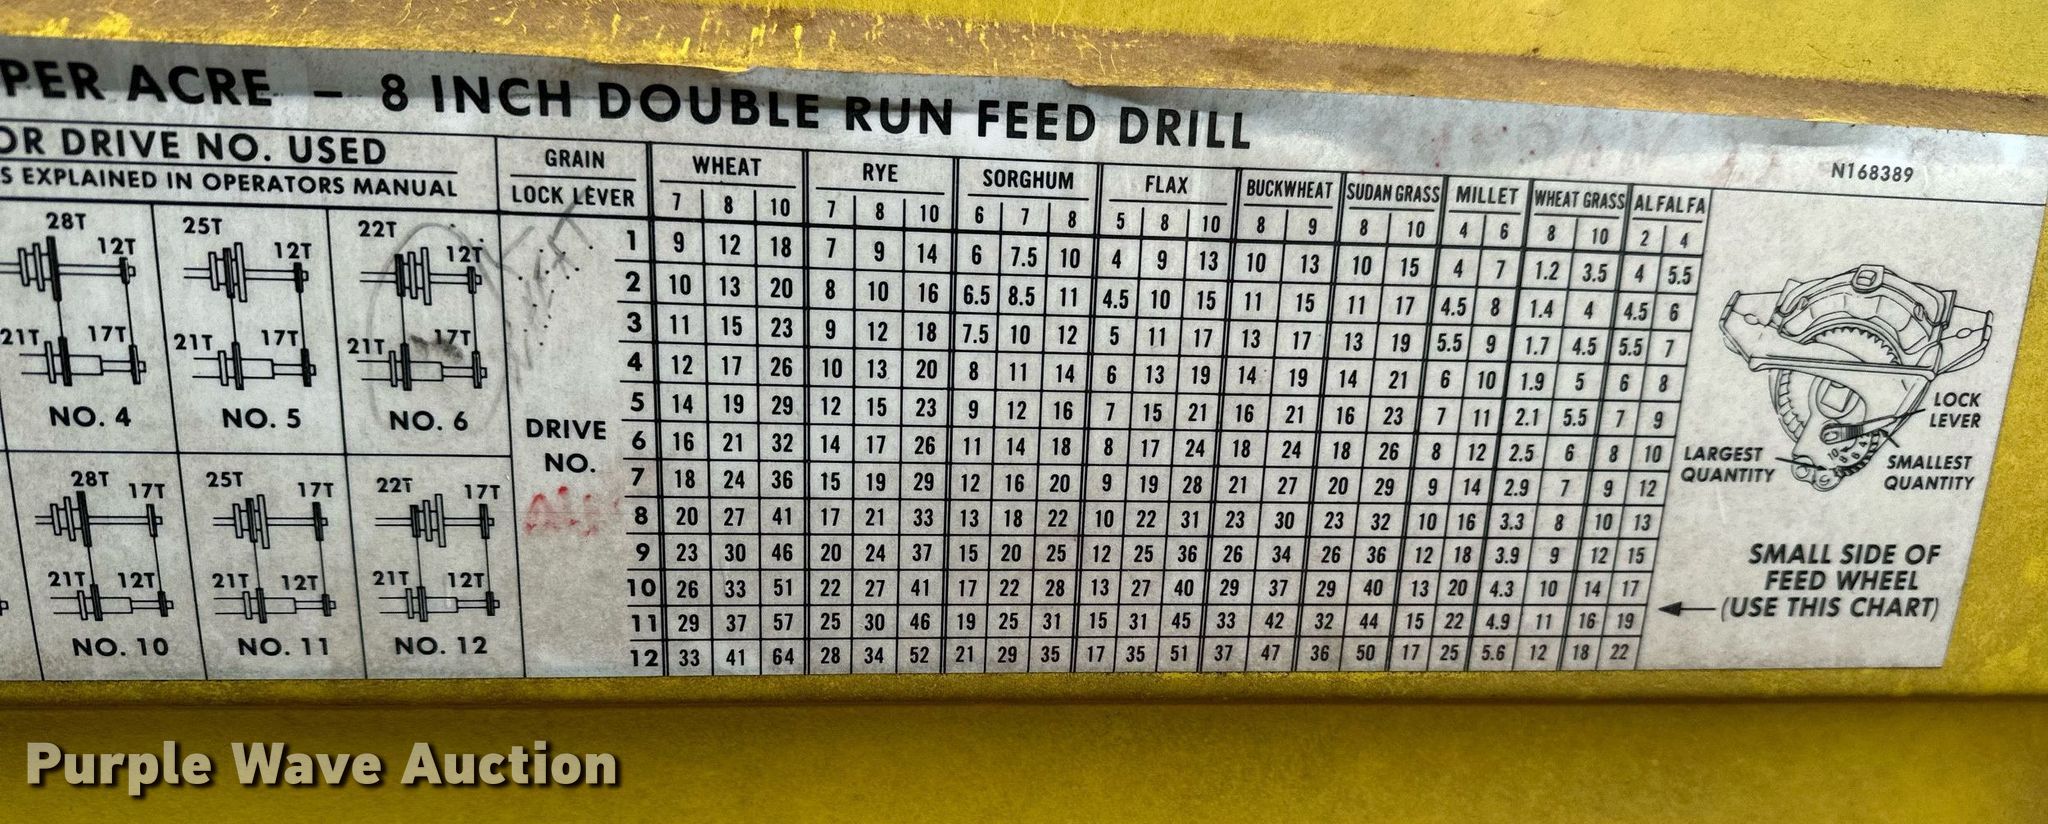 PER ACRE – 8 INCH DOUBLE RUN FEED DRILL
OR DRIVE NO. USED
S EXPLAINED IN OPERATORS MANUAL
28T 12T 25T 12T 22T 12T
21T 17T 21T 17T 21T 17T
NO. 4 NO. 5 NO. 6
28T 17T 25T 17T 22T 17T
21T 12T 21T 12T 21T 12T
NO. 10 NO. 11 NO. 12
GRAIN WHEAT RYE SORGHUM FLAX BUCKWHEAT SUDAN GRASS MILLET WHEAT GRASS ALFALFA
LOCK LEVER 7 8 10 7 8 10 6 7 8 5 8 10 8 9 8 10 4 6 8 10 2 4
DRIVE NO.
1 9 12 18 7 9 14 6 7.5 10 4 9 13 10 13 10 15 4 7 1.2 3.5 4 5.5
2 10 13 20 8 10 16 6.5 8.5 11 4.5 10 15 11 15 11 17 4.5 8 1.4 4 4.5 6
3 11 15 23 9 12 18 7.5 10 12 5 11 17 13 17 13 19 5.5 9 1.7 4.5 5.5 7
4 12 17 26 10 13 20 8 11 14 6 13 19 14 19 14 21 6 10 1.9 5 6 8
5 14 19 29 12 15 23 9 12 16 7 15 21 16 21 16 23 7 11 2.1 5.5 7 9
6 16 21 32 14 17 26 11 14 18 8 17 24 18 24 18 26 8 12 2.5 6 8 10
7 18 24 36 15 19 29 12 16 20 9 19 28 21 27 20 29 9 14 2.9 7 9 12
8 20 27 41 17 21 33 13 18 22 10 22 31 23 30 23 32 10 16 3.3 8 10 13
9 23 30 46 20 24 37 15 20 25 12 25 36 26 34 26 36 12 18 3.9 9 12 15
10 26 33 51 22 27 41 17 22 28 13 27 40 29 37 29 40 13 20 4.3 10 14 17
11 29 37 57 25 30 46 19 25 31 15 31 45 33 42 32 44 15 22 4.9 11 16 19
12 33 41 64 28 34 52 21 29 35 17 35 51 37 47 36 50 17 25 5.6 12 18 22
N168389
LOCK
LEVER
LARGEST
QUANTITY
SMALLEST
QUANTITY
SMALL SIDE OF
FEED WHEEL
(USE THIS CHART)
Purple Wave Auction